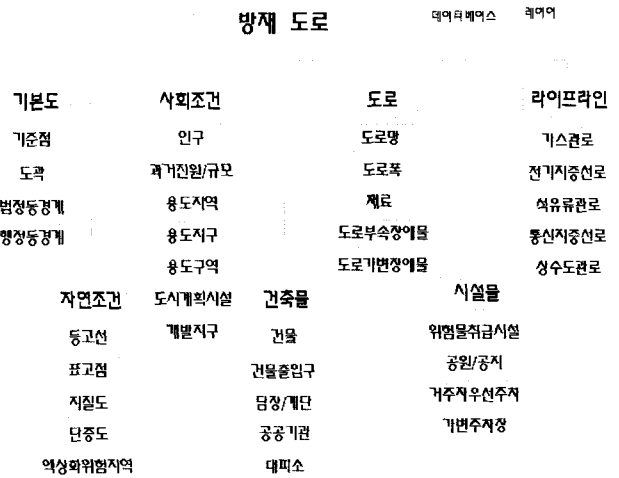 방재 도로
데이타베이스 레이어
기본도 사회조건 도로 라이프라인
기준점 인구 도로망 가스관로
도곽 과거진원/규모 도로폭 전기지중선로
법정동경계 용도지역 재료 석유류관로
행정동경계 용도지구 도로부속장애물 통신지중선로
용도구역 도로가변장애물 상수도관로
자연조건 도시계획시설 건축물 시설물
등고선 개발지구 건물 위험물취급시설
표고점 건물출입구 공원/공지
지질도 담장/계단 거주자우선주차
단층도 공공기관 가변주차장
액상화위험지역 대피소